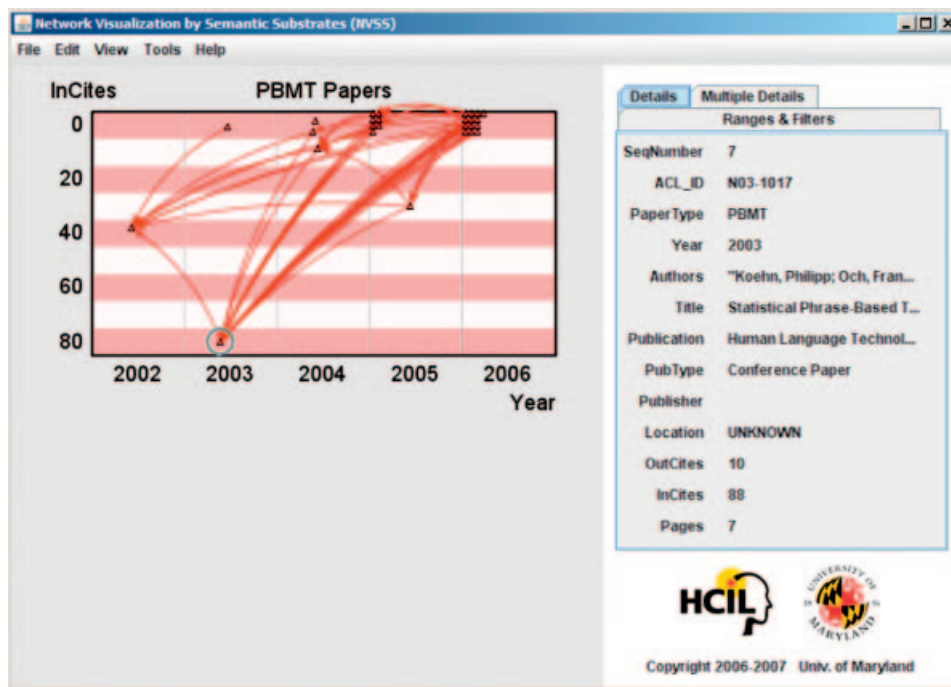 Network Visualization by Semantic Substrates (NVSS)
File Edit View Tools Help
InCites PBMT Papers
0
20
40
60
80
2002 2003 2004 2005 2006
Year
Details Multiple Details
Ranges & Filters
SeqNumber 7
ACL_ID N03-1017
PaperType PBMT
Year 2003
Authors "Koehn, Philipp; Och, Fran...
Title Statistical Phrase-Based T...
Publication Human Language Technol...
PubType Conference Paper
Publisher
Location UNKNOWN
OutCites 10
InCites 88
Pages 7
HCIL
UNIVERSITY OF
MARYLAND
Copyright 2006-2007 Univ. of Maryland